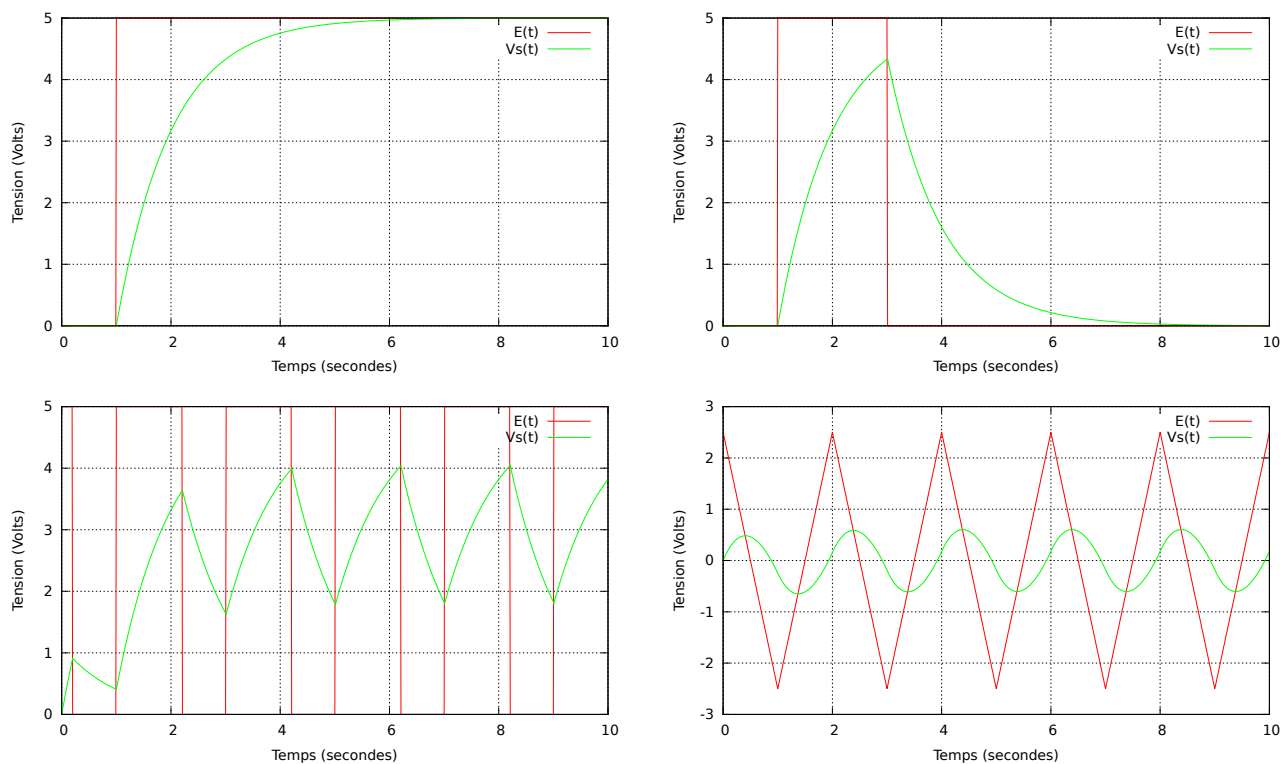 5
4
3
2
1
0
Tension (Volts)
E(t)
Vs(t)
0 2 4 6 8 10
Temps (secondes)
5
4
3
2
1
0
Tension (Volts)
E(t)
Vs(t)
0 2 4 6 8 10
Temps (secondes)
5
4
3
2
1
0
Tension (Volts)
E(t)
Vs(t)
0 2 4 6 8 10
Temps (secondes)
3
2
1
0
-1
-2
-3
Tension (Volts)
E(t)
Vs(t)
0 2 4 6 8 10
Temps (secondes)